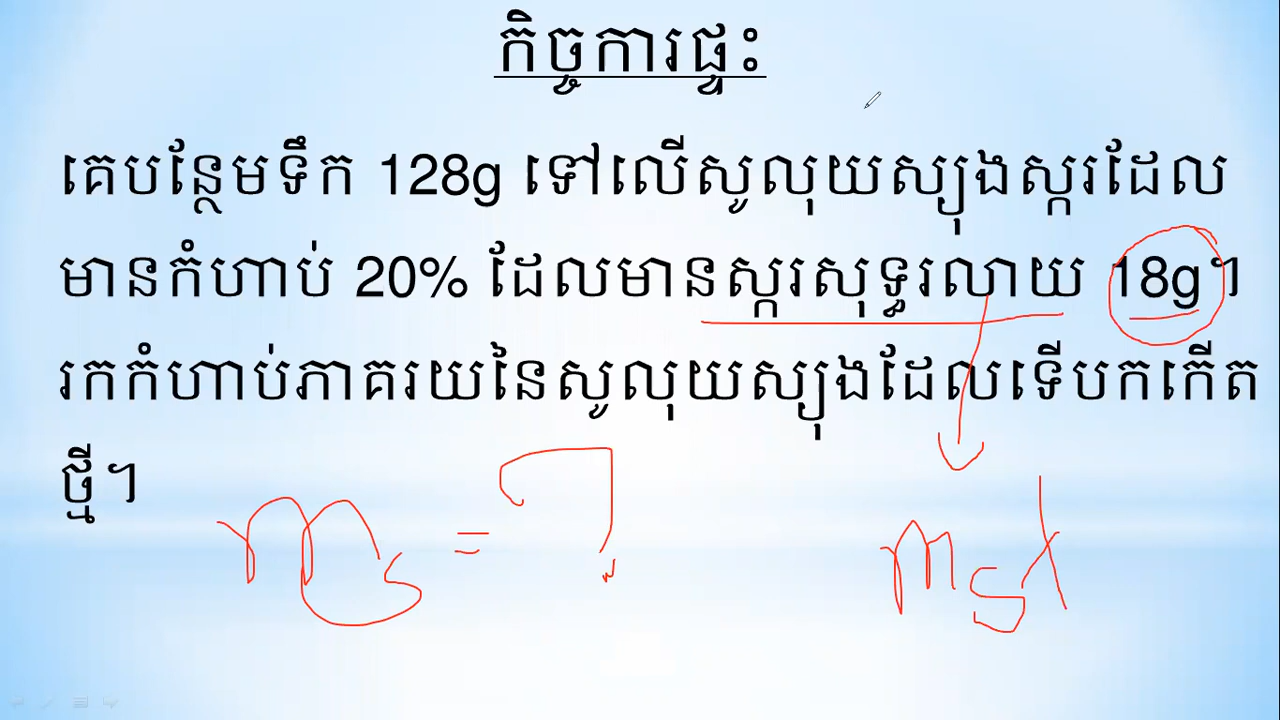 កិច្ចការផ្ទះ
គេបន្ថែមទឹក 128g ទៅលើសូលុយស្យុងស្ករដែល
មានកំហាប់ 20% ដែលមានស្ករសុទ្ធរលាយ 18g។
រកកំហាប់ភាគរយនៃសូលុយស្យុងដែលទើបកកើត
ថ្មី។
ms = ?
mst